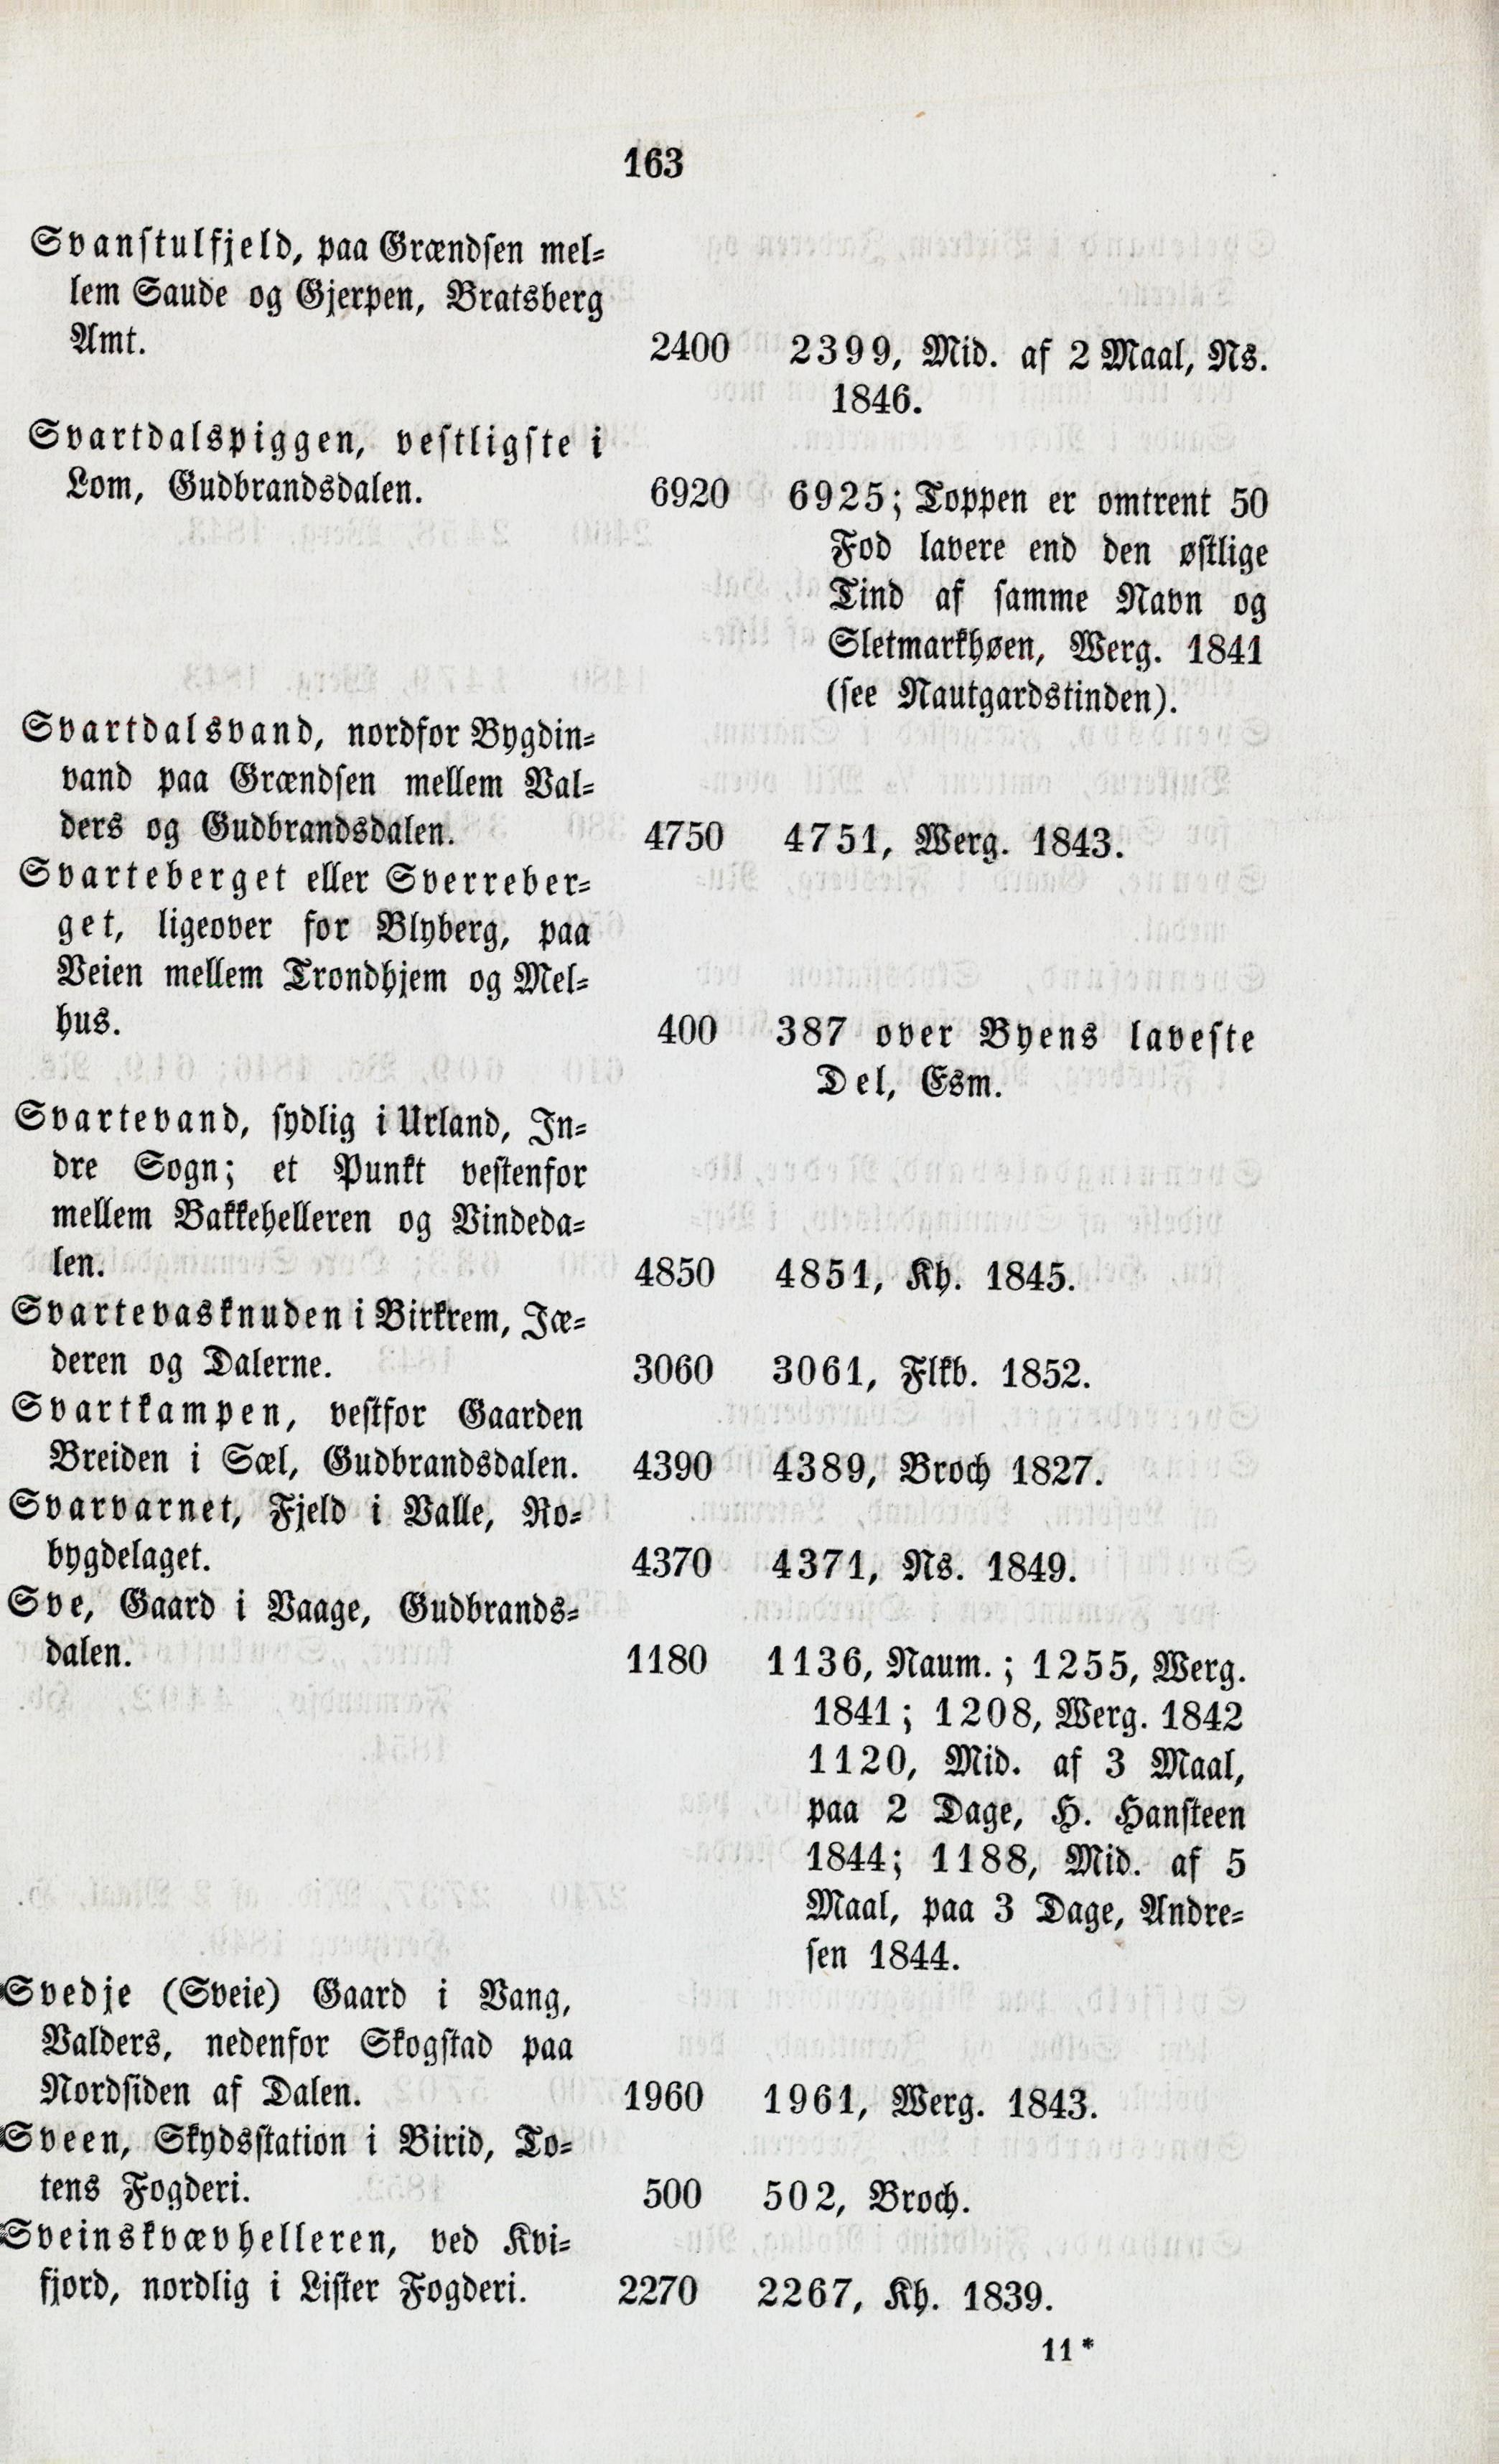 163
Svanstulfjeld, paa Grændsen mel-
lem Saude og Gjerpen, Bratsberg
Amt. 2400 2399, Mid. af 2 Maal, Ns.
1846.
Svartdalspiggen, vestligste i
Lom, Gudbrandsdalen. 6920 6925; Toppen er omtrent 50
Fod lavere end den østlige
Tind af samme Navn og
Sletmarkhøen, Werg. 1841
(see Nautgardstinden).
Svartdalsvand, nordfor Bygdin-
vand paa Grændsen mellem Val-
ders og Gudbrandsdalen. 4750 4751, Werg. 1843.
Svarteberget eller Sverreber-
get, ligeover for Blyberg, paa
Veien mellem Trondhjem og Mel-
hus. 400 387 over Byens laveste
Del, Esm.
Svartevand, sydlig i Urland, In-
dre Sogn; et Punkt vestenfor
mellem Bakkehelleren og Vindeda-
len. 4850 4851, Kh. 1845.
Svartevasknuden i Birkrem, Jæ-
deren og Dalerne. 3060 3061, Flkb. 1852.
Svartkampen, vestfor Gaarden
Breiden i Sæl, Gudbrandsdalen. 4390 4389, Broch 1827.
Svarvarnet, Fjeld i Valle, Ro-
bygdelaget. 4370 4371, Ns. 1849.
Sve, Gaard i Vaage, Gudbrands-
dalen. 1180 1136, Naum.; 1255, Werg.
1841; 1208, Werg. 1842
1120, Mid. af 3 Maal,
paa 2 Dage, H. Hansteen
1844; 1188, Mid. af 5
Maal, paa 3 Dage, Andre-
sen 1844.
Svedje (Sveie) Gaard i Vang,
Valders, nedenfor Skogstad paa
Nordsiden af Dalen. 1960 1961, Werg. 1843.
Sveen, Skydsstation i Birid, To-
tens Fogderi. 500 502, Broch.
Sveinskvævhelleren, ved Kvi-
fjord, nordlig i Lister Fogderi. 2270 2267, Kh. 1839.
11*